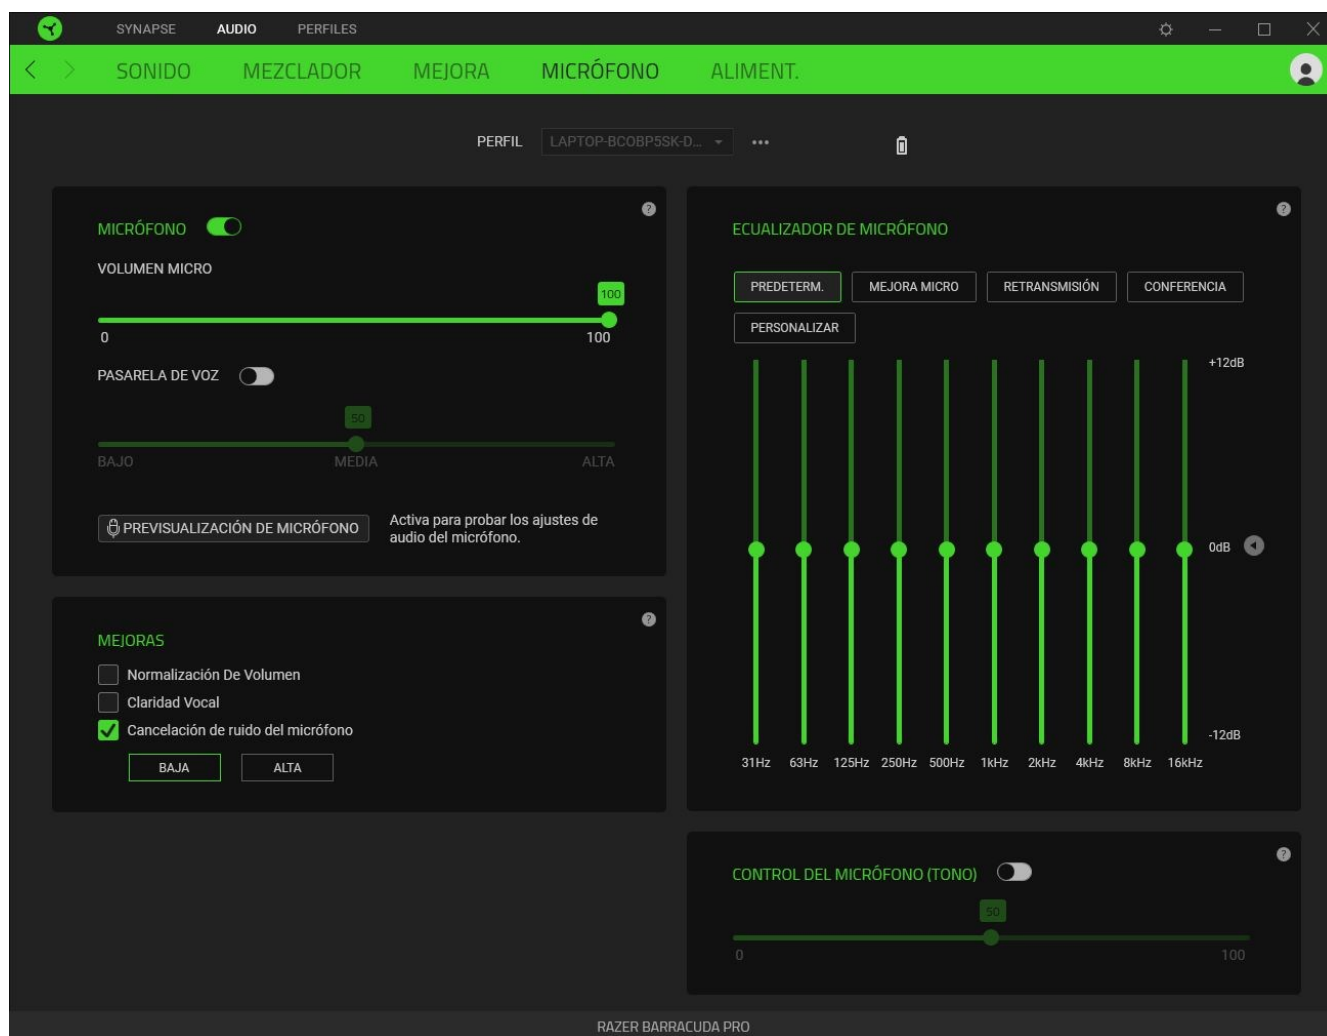 SYNAPSE AUDIO PERFILES
SONIDO MEZCLADOR MEJORA MICRÓFONO ALIMENT.
PERFIL LAPTOP-BCOBP5SK-D... •••
MICRÓFONO
VOLUMEN MICRO
100
0 100
PASARELA DE VOZ
50
BAJO MEDIA ALTA
PREVISUALIZACIÓN DE MICRÓFONO
Activa para probar los ajustes de
audio del micrófono.
MEJORAS
Normalización De Volumen
Claridad Vocal
Cancelación de ruido del micrófono
BAJA ALTA
ECUALIZADOR DE MICRÓFONO
PREDETERM. MEJORA MICRO RETRANSMISIÓN CONFERENCIA
PERSONALIZAR
+12dB
0dB
-12dB
31Hz 63Hz 125Hz 250Hz 500Hz 1kHz 2kHz 4kHz 8kHz 16kHz
CONTROL DEL MICRÓFONO (TONO)
50
0 100
RAZER BARRACUDA PRO